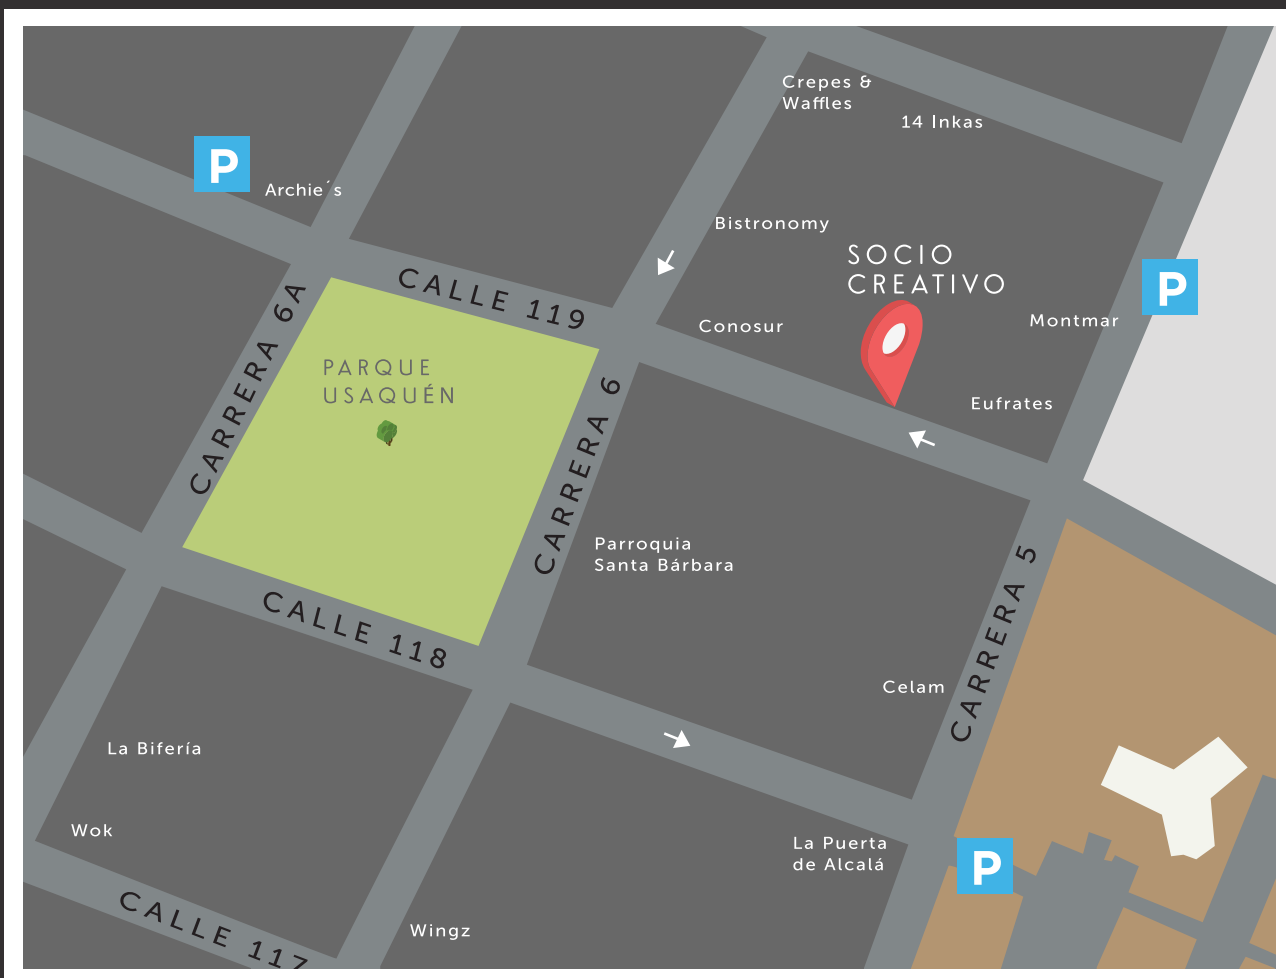 Crepes &
Waffles
14 Inkas
P
Archie´s
Bistronomy
SOCIO
CREATIVO
P
CALLE 119
CARRERA 6A
Conosur
Montmar
PARQUE
USAQUÉN
CARRERA 6
Eufrates
Parroquia
Santa Bárbara
CARRERA 5
CALLE 118
Celam
La Bifería
Wok
La Puerta
de Alcalá
P
CALLE 117
Wingz